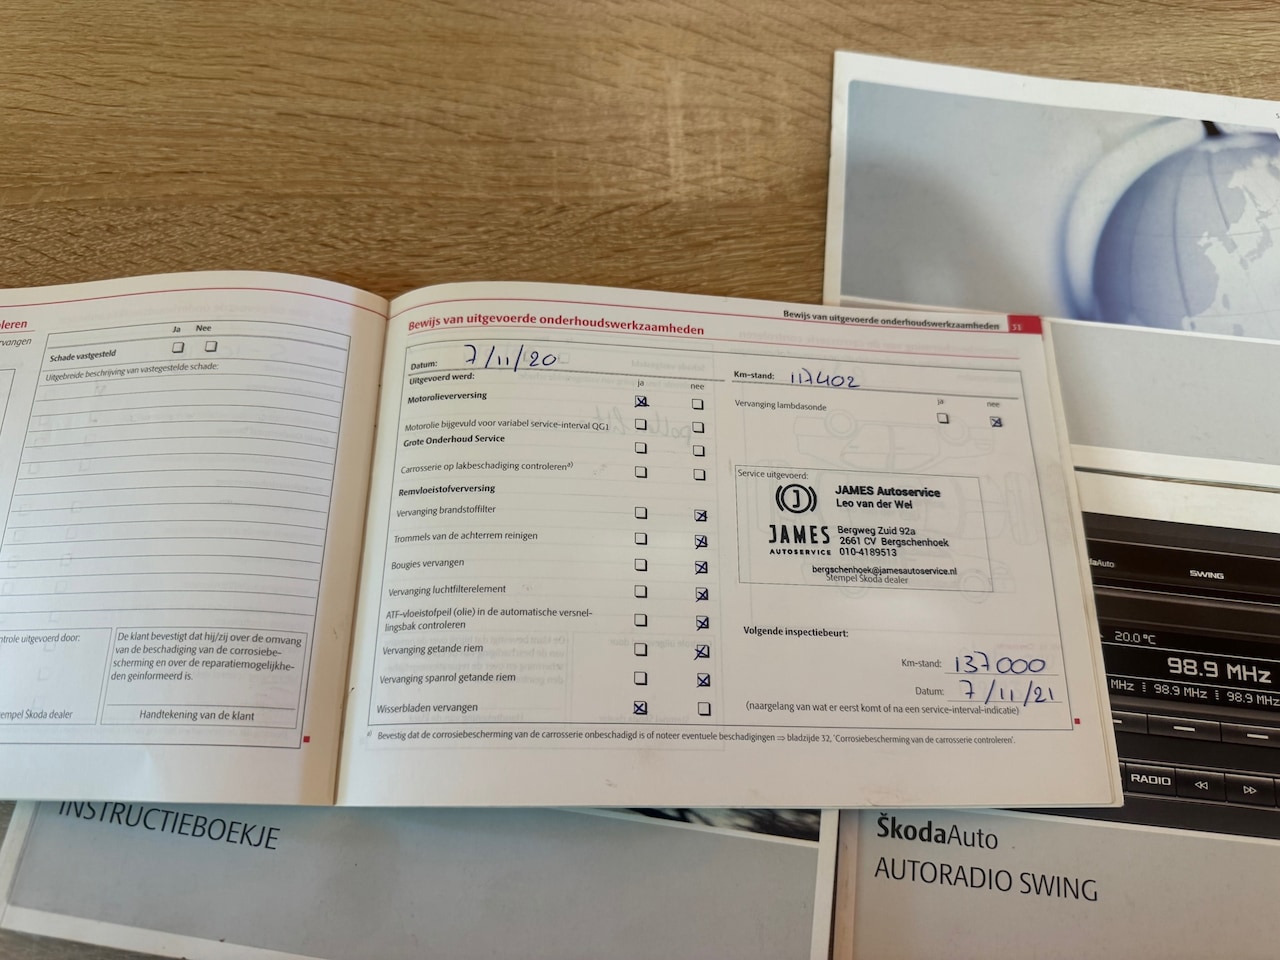 leren
rvangen
Ja Nee
Schade vastgesteld ❏ ❏
Uitgebreide beschrijving van vastegestelde schade:
ntrole uitgevoerd door:
tempel Škoda dealer
De klant bevestigt dat hij/zij over de omvang
van de beschadiging van de corrosiebe-
scherming en over de reparatiemogelijkhe-
den geïnformeerd is.
Handtekening van de klant
Bewijs van uitgevoerde onderhoudswerkzaamheden 31
Bewijs van uitgevoerde onderhoudswerkzaamheden
Datum: 7/11/20
Uitgevoerd werd: ja nee
Motorolieverversing ☒ ❏
Motorolie bijgevuld voor variabel service-interval QG1 ❏ ❏
Grote Onderhoud Service ❏ ❏
Carrosserie op lakbeschadiging controleren a) ❏ ❏
Remvloeistofverversing
Vervanging brandstoffilter ❏ ☒
Trommels van de achterrem reinigen ❏ ☒
Bougies vervangen ❏ ☒
Vervanging luchtfilterelement ❏ ☒
ATF-vloeistofpeil (olie) in de automatische versnel-
lingsbak controleren ❏ ☒
Vervanging getande riem ❏ ☒
Vervanging spanrol getande riem ❏ ☒
Wisserbladen vervangen ☒ ❏
Km-stand: 117402
ja nee
Vervanging lambdasonde ❏ ☒
Service uitgevoerd:
JAMES Autoservice
Leo van der Wel
JAMES
AUTOSERVICE
Bergweg Zuid 92a
2661 CV Bergschenhoek
010-4189513
bergschenhoek@jamesautoservice.nl
Stempel Škoda dealer
Volgende inspectiebeurt:
Km-stand: 137000
Datum: 7/11/21
(naargelang van wat er eerst komt of na een service-interval-indicatie)
a) Bevestig dat de corrosiebescherming van de carrosserie onbeschadigd is of noteer eventuele beschadigingen ⇒ bladzijde 32, 'Corrosiebescherming van de carrosserie controleren'.
INSTRUCTIEBOEKJE
daAuto
SWING
20.0 °C
98.9 MHz
MHz 98.9 MHz 98.9 MH
RADIO
ŠkodaAuto
AUTORADIO SWING